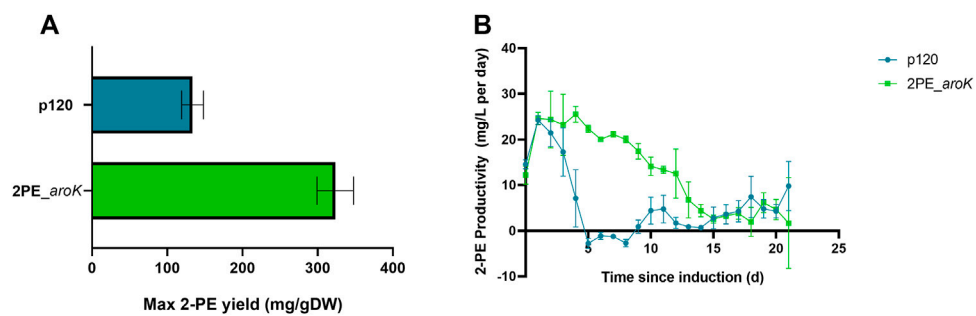 A
p120
2PE_aroK
0 100 200 300 400
Max 2-PE yield (mg/gDW)
B
2-PE Productivity (mg/L per day)
40
30
20
10
0
-10
5 10 15 20 25
Time since induction (d)
p120
2PE_aroK